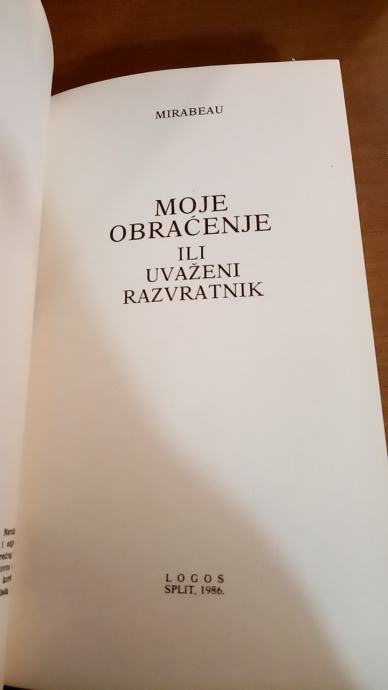 MIRABEAU
MOJE
OBRAĆENJE
ILI
UVAŽENI
RAZVRATNIK
LOGOS
SPLIT, 1986.